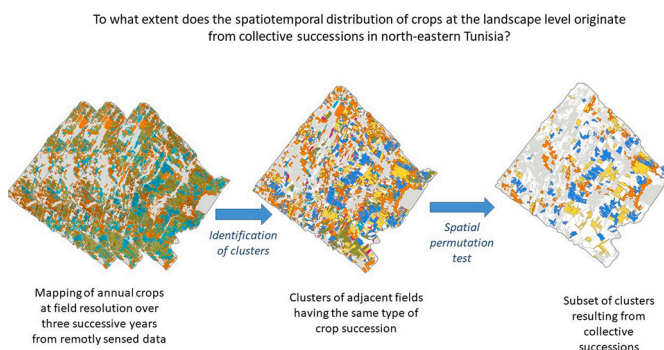 To what extent does the spatiotemporal distribution of crops at the landscape level originate
from collective successions in north-eastern Tunisia?
Identification
of clusters
Spatial
permutation
test
Mapping of annual crops
at field resolution over
three successive years
from remotly sensed data
Clusters of adjacent fields
having the same type of
crop succession
Subset of clusters
resulting from
collective
successions